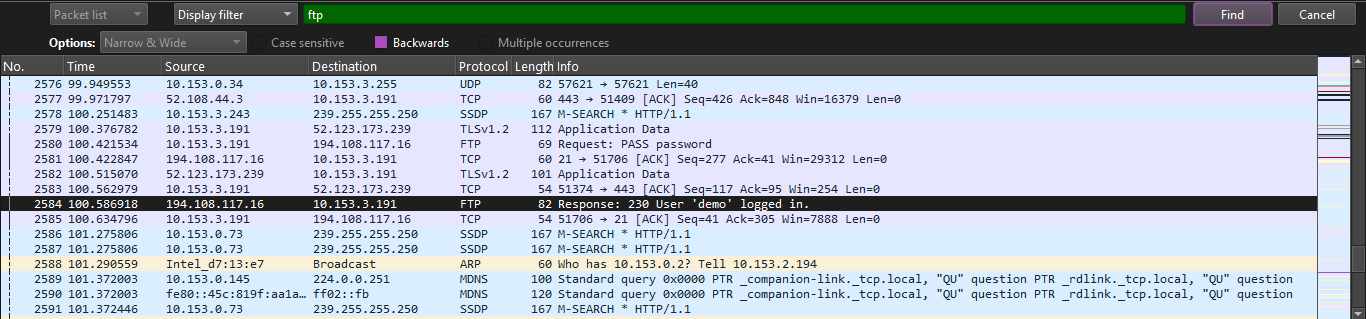 Packet list Display filter ftp Find Cancel
Options: Narrow & Wide Case sensitive Backwards Multiple occurrences
No. Time Source Destination Protocol Length Info
2576 99.949553 10.153.0.34 10.153.3.255 UDP 82 57621 → 57621 Len=40
2577 99.971797 52.108.44.3 10.153.3.191 TCP 60 443 → 51409 [ACK] Seq=426 Ack=848 Win=16379 Len=0
2578 100.251483 10.153.3.243 239.255.255.250 SSDP 167 M-SEARCH * HTTP/1.1
2579 100.376782 10.153.3.191 52.123.173.239 TLSv1.2 112 Application Data
2580 100.421534 10.153.3.191 194.108.117.16 FTP 69 Request: PASS password
2581 100.422847 194.108.117.16 10.153.3.191 TCP 60 21 → 51706 [ACK] Seq=277 Ack=41 Win=29312 Len=0
2582 100.515070 52.123.173.239 10.153.3.191 TLSv1.2 101 Application Data
2583 100.562979 10.153.3.191 52.123.173.239 TCP 54 51374 → 443 [ACK] Seq=117 Ack=95 Win=254 Len=0
2584 100.586918 194.108.117.16 10.153.3.191 FTP 82 Response: 230 User 'demo' logged in.
2585 100.634796 10.153.3.191 194.108.117.16 TCP 54 51706 → 21 [ACK] Seq=41 Ack=305 Win=7888 Len=0
2586 101.275806 10.153.0.73 239.255.255.250 SSDP 167 M-SEARCH * HTTP/1.1
2587 101.275806 10.153.0.73 239.255.255.250 SSDP 167 M-SEARCH * HTTP/1.1
2588 101.290559 Intel_d7:13:e7 Broadcast ARP 60 Who has 10.153.0.2? Tell 10.153.2.194
2589 101.372003 10.153.0.145 224.0.0.251 MDNS 100 Standard query 0x0000 PTR _companion-link._tcp.local, "QU" question PTR _rdlink._tcp.local, "QU" question
2590 101.372003 fe80::45c:819f:aa1a… ff02::fb MDNS 120 Standard query 0x0000 PTR _companion-link._tcp.local, "QU" question PTR _rdlink._tcp.local, "QU" question
2591 101.372446 10.153.0.73 239.255.255.250 SSDP 167 M-SEARCH * HTTP/1.1